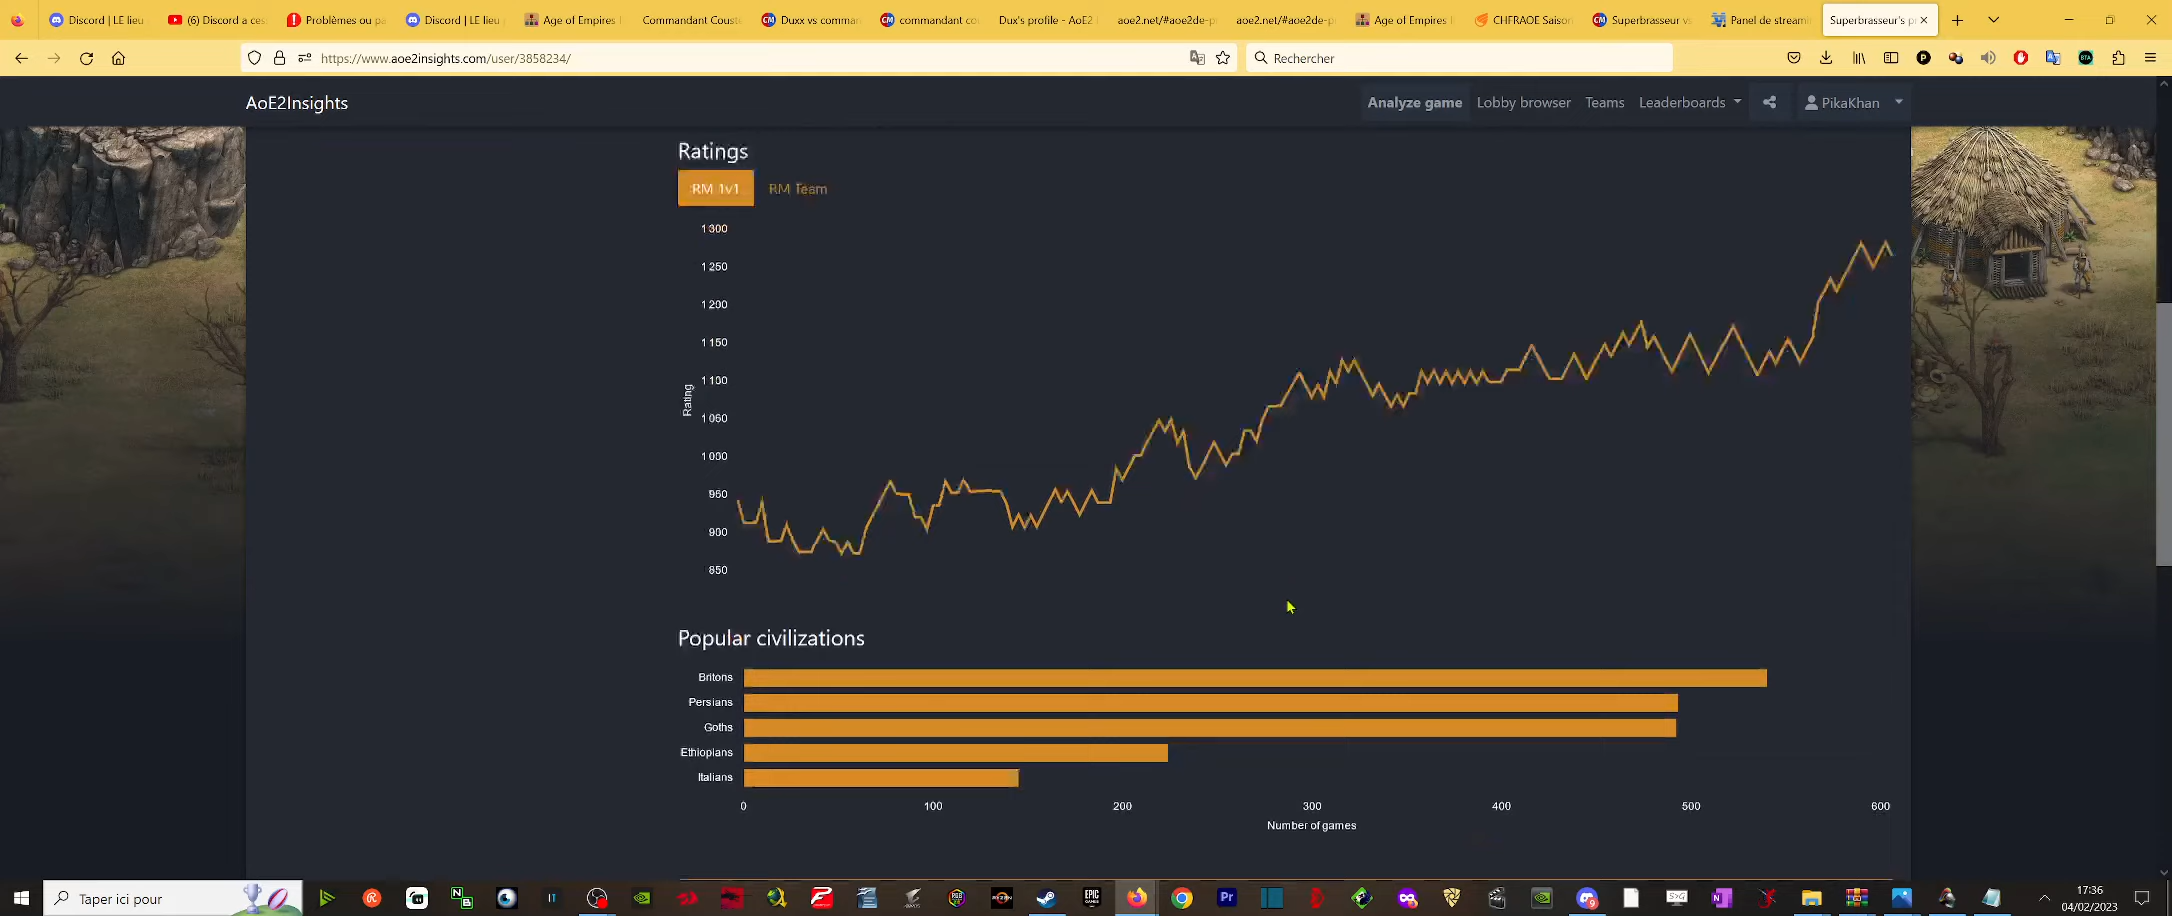 Discord | LE lieu
(6) Discord a ces
Problèmes ou pa
Discord | LE lieu
Age of Empires
Commandant Coust
Duxx vs comman
commandant co
Dux's profile - AoE2
aoe2.net/#aoe2de-p
aoe2.net/#aoe2de-p
Age of Empires
CHFRAOE Saison
Superbrasseur vs
Panel de streami
Superbrasseur's p
https://www.aoe2insights.com/user/3858234/
Rechercher
AoE2Insights
Analyze game
Lobby browser
Teams
Leaderboards
PikaKhan
Ratings
RM 1v1
RM Team
1 300
1 250
1 200
1 150
1 100
1 050
1 000
950
900
850
Rating
Popular civilizations
Britons
Persians
Goths
Ethiopians
Italians
0 100 200 300 400 500 600
Number of games
Taper ici pour
17:36
04/02/2023